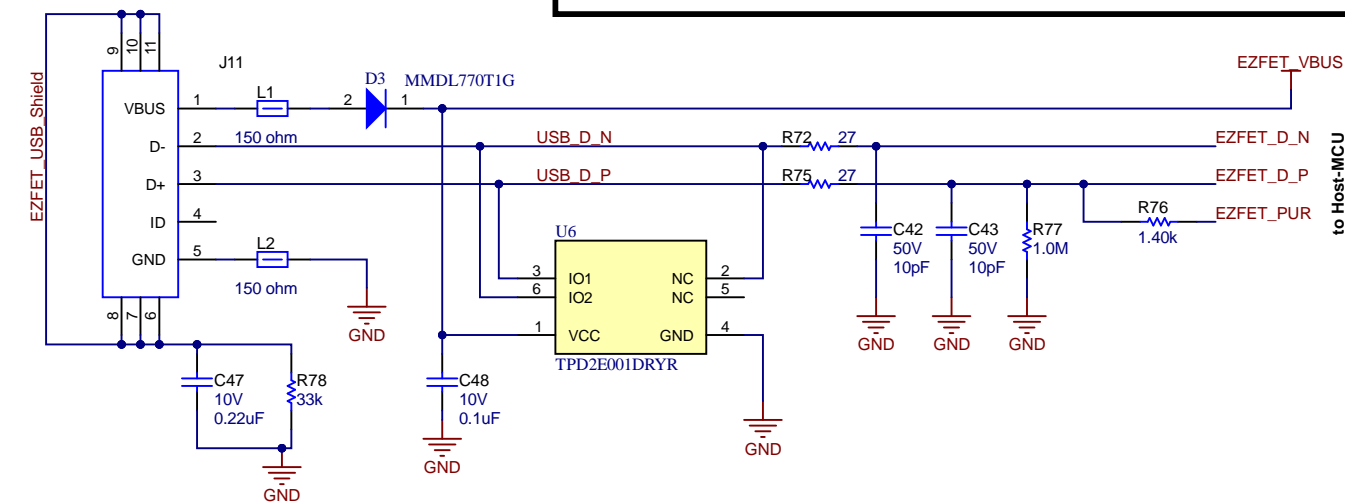 9
10
11
J11
EZFET_USB_Shield
VBUS
1
L1
150 ohm
2
D3
1
MMDL770T1G
EZFET_VBUS
D-
2
USB_D_N
R72
27
EZFET_D_N
D+
3
USB_D_P
R75
27
EZFET_D_P
to Host-MCU
ID
4
R76
1.40k
EZFET_PUR
GND
5
L2
150 ohm
GND
8
7
6
U6
3
IO1
NC
2
6
IO2
NC
5
1
VCC
GND
4
TPD2E001DRYR
C42
50V
10pF
GND
C43
50V
10pF
GND
R77
1.0M
GND
C47
10V
0.22uF
R78
33k
GND
C48
10V
0.1uF
GND
GND